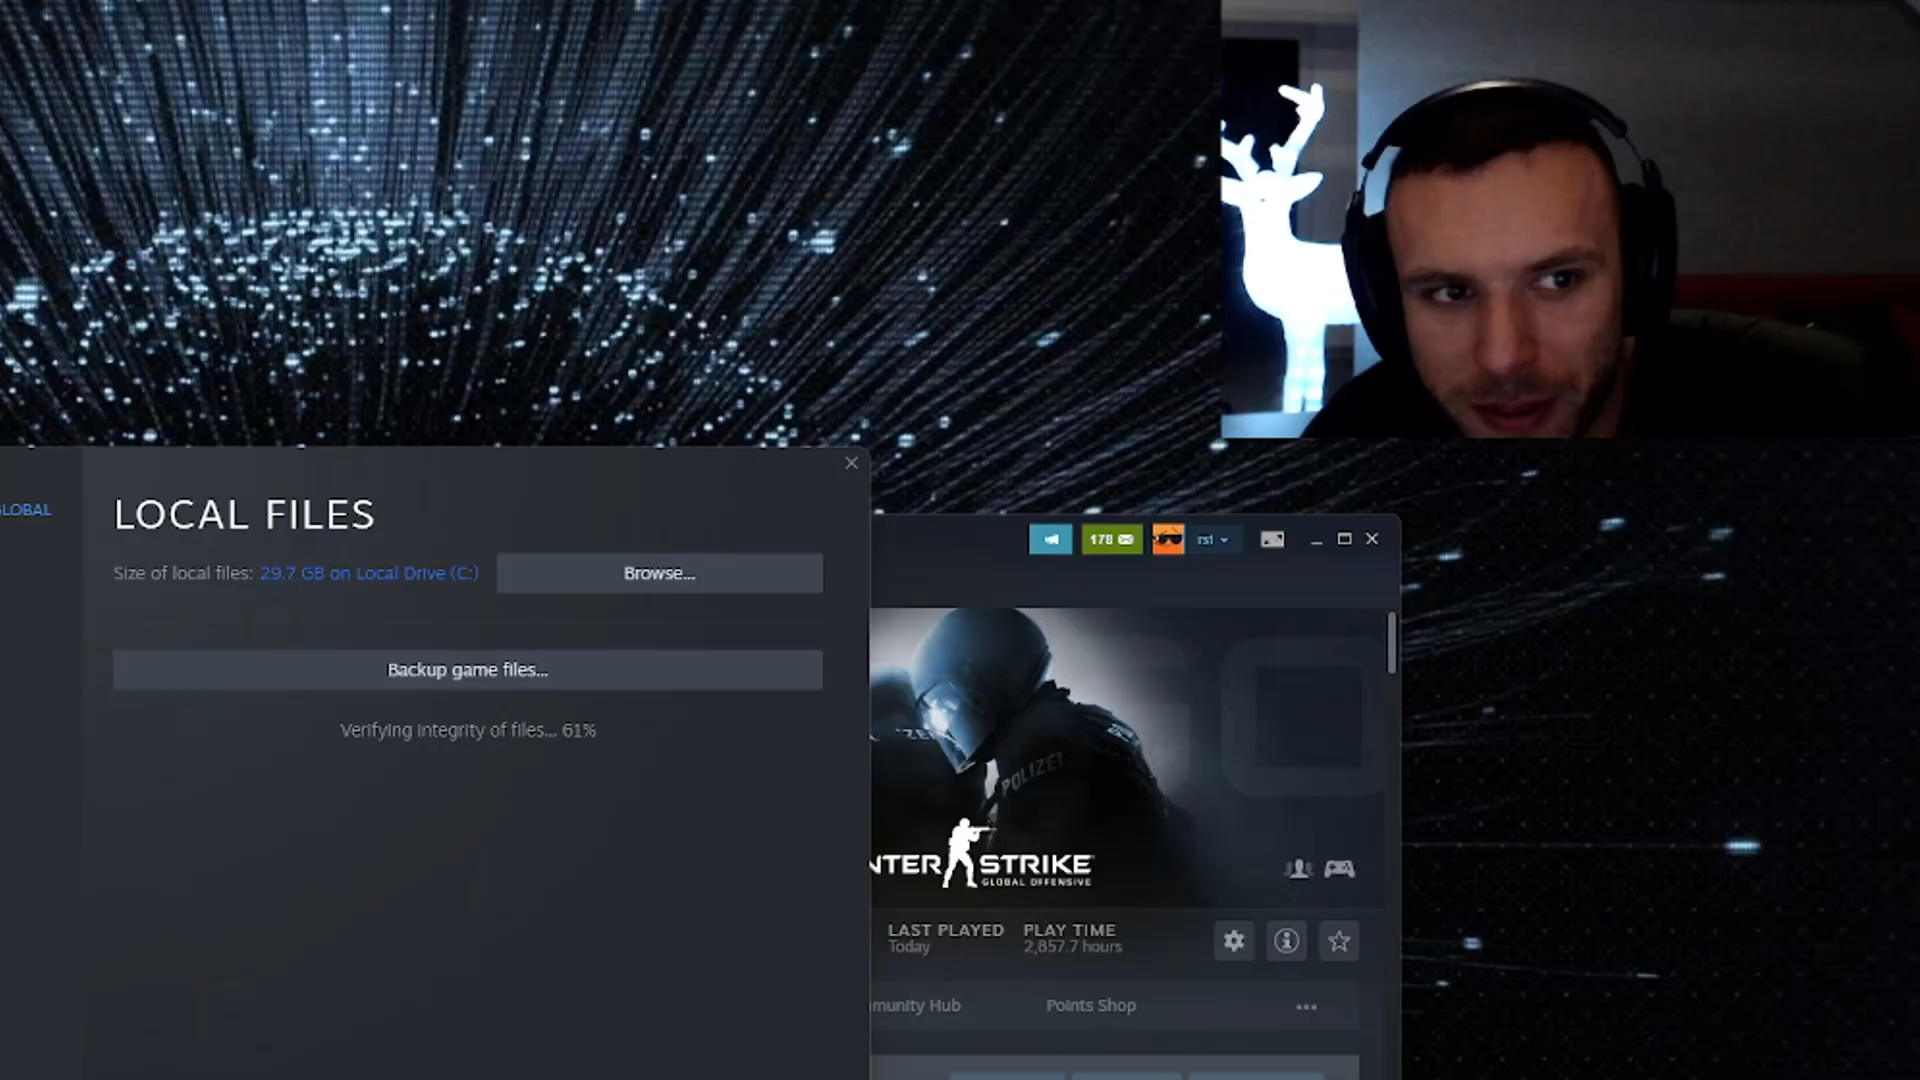 GLOBAL
LOCAL FILES
Size of local files: 29.7 GB on Local Drive (C:)
Browse...
Backup game files...
Verifying integrity of files... 61%
178
rst
POLIZEI
NTER STRIKE
GLOBAL OFFENSIVE
LAST PLAYED
Today
PLAY TIME
2,857.7 hours
munity Hub
Points Shop